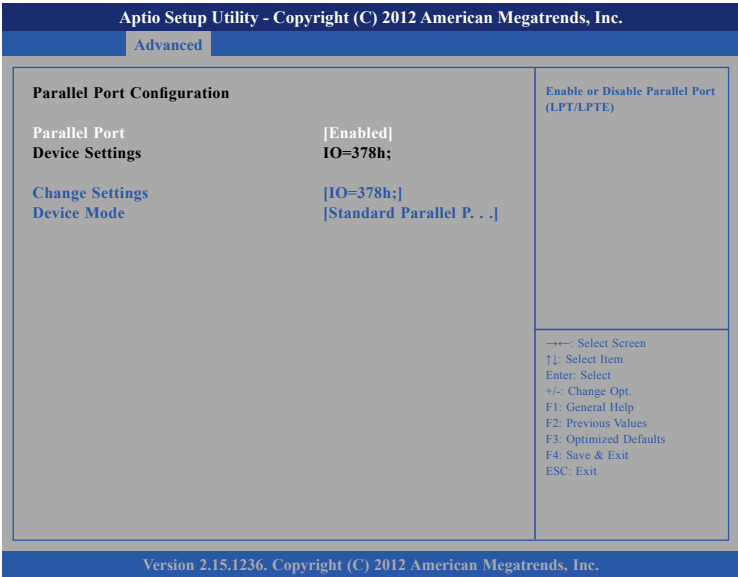 Aptio Setup Utility - Copyright (C) 2012 American Megatrends, Inc.
Advanced
Parallel Port Configuration
Parallel Port [Enabled]
Device Settings IO=378h;
Change Settings [IO=378h;]
Device Mode [Standard Parallel P. . .]
Enable or Disable Parallel Port
(LPT/LPTE)
→←: Select Screen
↑↓: Select Item
Enter: Select
+/-: Change Opt.
F1: General Help
F2: Previous Values
F3: Optimized Defaults
F4: Save & Exit
ESC: Exit
Version 2.15.1236. Copyright (C) 2012 American Megatrends, Inc.